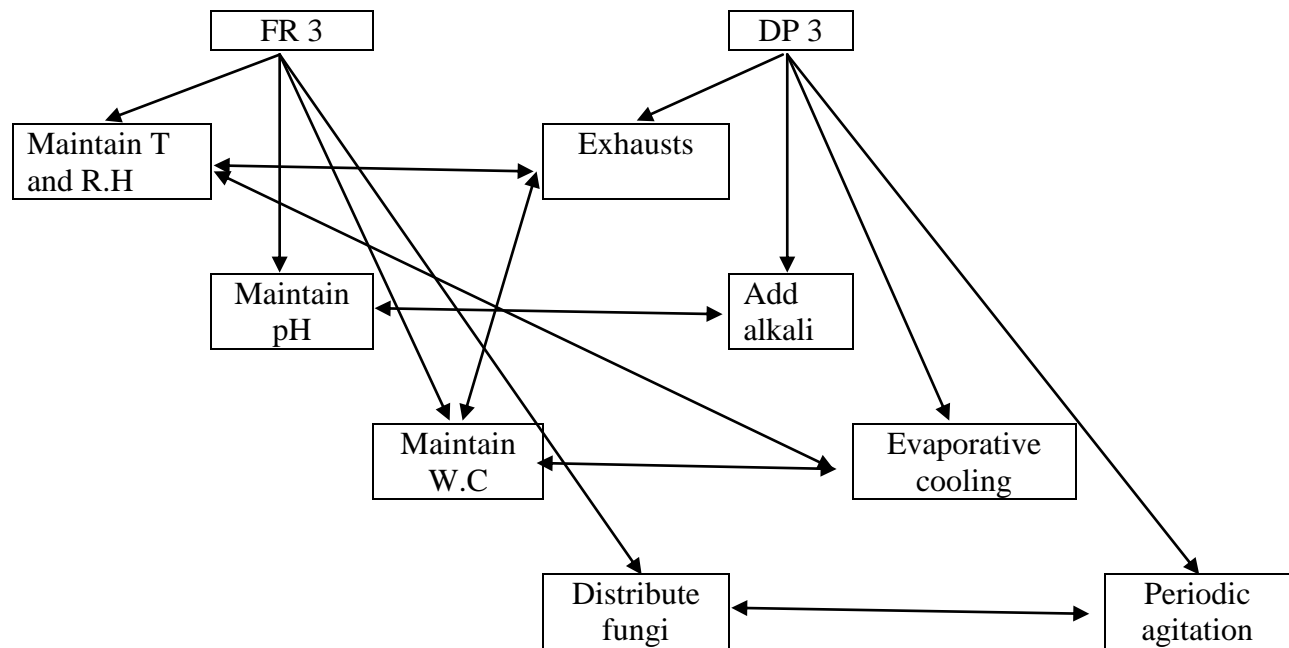 FR 3
DP 3
Maintain T
and R.H
Exhausts
Maintain
pH
Add
alkali
Maintain
W.C
Evaporative
cooling
Distribute
fungi
Periodic
agitation